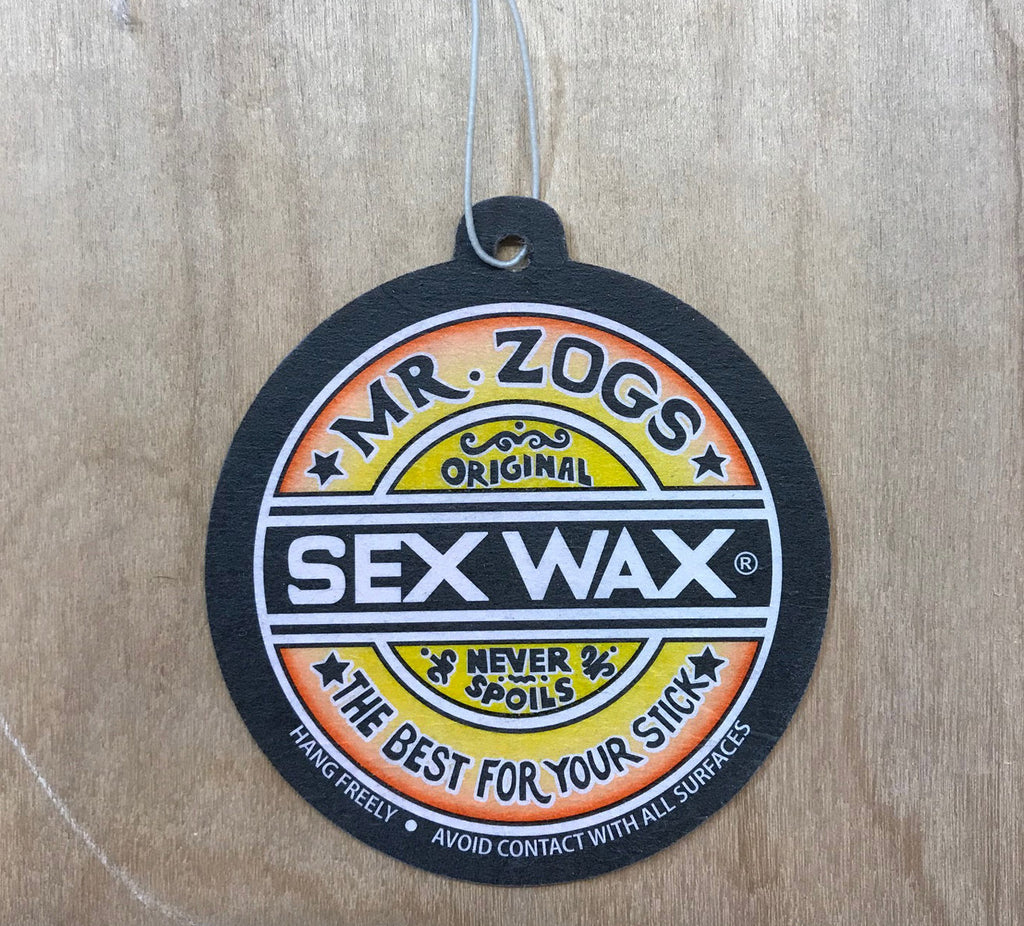 MR. ZOGS
ORIGINAL
SEX WAX®
NEVER
SPOILS
THE BEST FOR YOUR STICK
HANG FREELY • AVOID CONTACT WITH ALL SURFACES